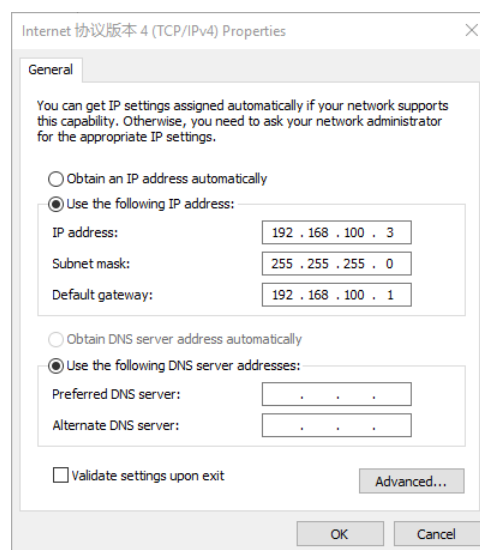 Internet 协议版本 4 (TCP/IPv4) Properties
General
You can get IP settings assigned automatically if your network supports
this capability. Otherwise, you need to ask your network administrator
for the appropriate IP settings.
Obtain an IP address automatically
Use the following IP address:
IP address: 192 . 168 . 100 . 3
Subnet mask: 255 . 255 . 255 . 0
Default gateway: 192 . 168 . 100 . 1
Obtain DNS server address automatically
Use the following DNS server addresses:
Preferred DNS server: . . .
Alternate DNS server: . . .
Validate settings upon exit
Advanced...
OK Cancel